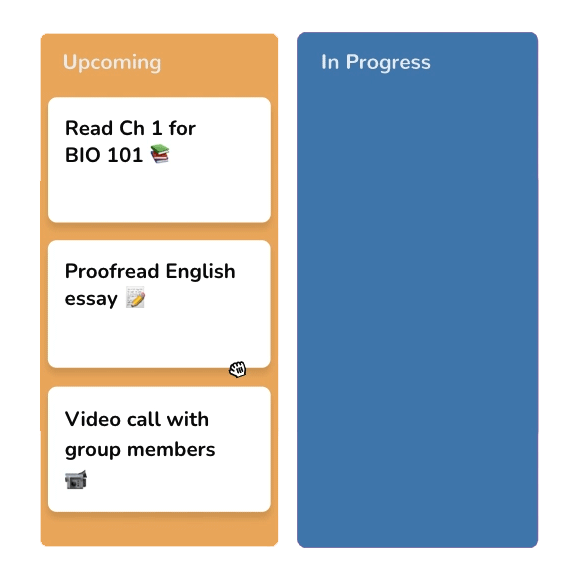 Upcoming
Read Ch 1 for
BIO 101 📚
Proofread English
essay 📝
Video call with
group members
📹
In Progress